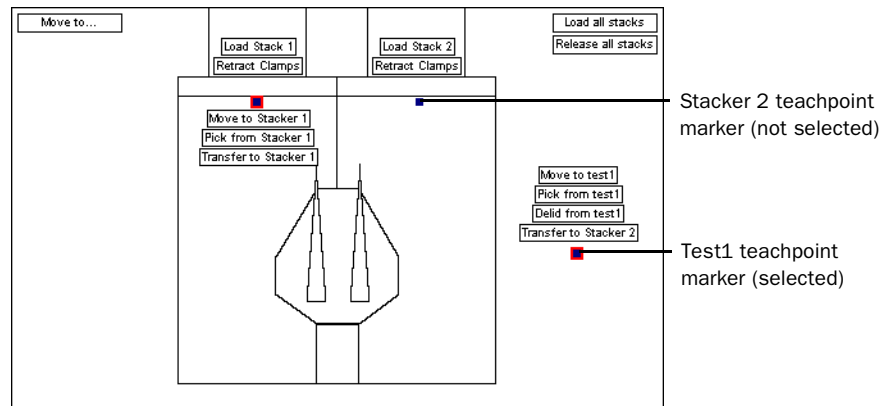 Move to...
Load all stacks
Release all stacks
Load Stack 1
Retract Clamps
Load Stack 2
Retract Clamps
Move to Stacker 1
Pick from Stacker 1
Transfer to Stacker 1
Stacker 2 teachpoint
marker (not selected)
Move to test1
Pick from test1
Delid from test1
Transfer to Stacker 2
Test1 teachpoint
marker (selected)